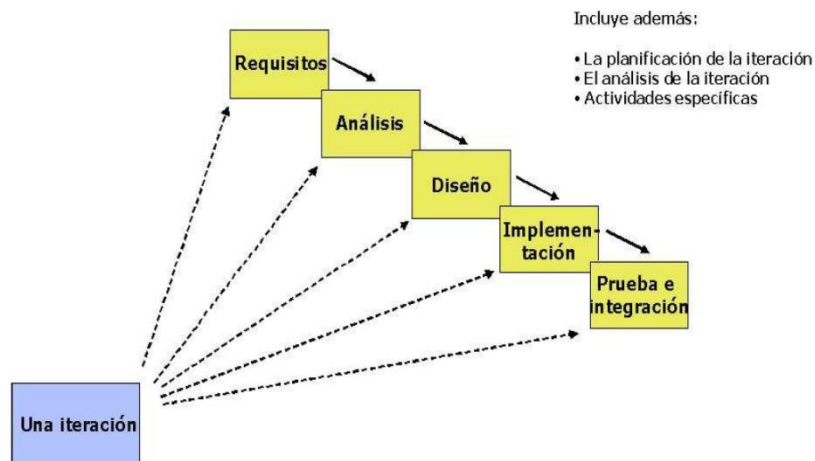 Incluye además:
• La planificación de la iteración
• El análisis de la iteración
• Actividades específicas
Requisitos
Análisis
Diseño
Implemen-
tación
Prueba e
integración
Una iteración